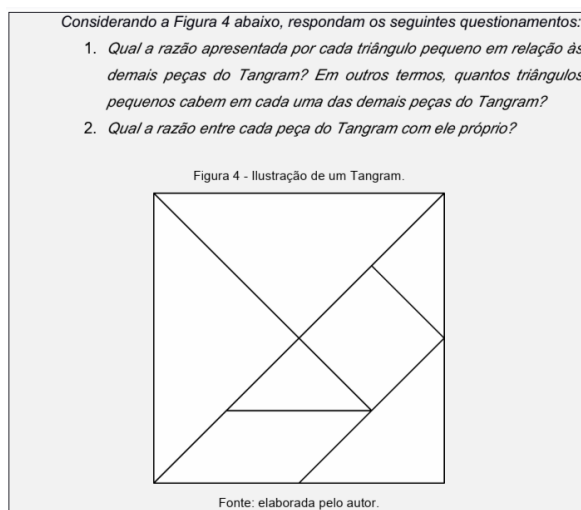 Considerando a Figura 4 abaixo, respondam os seguintes questionamentos:
1. Qual a razão apresentada por cada triângulo pequeno em relação às
demais peças do Tangram? Em outros termos, quantos triângulos
pequenos cabem em cada uma das demais peças do Tangram?
2. Qual a razão entre cada peça do Tangram com ele próprio?
Figura 4 - Ilustração de um Tangram.
Fonte: elaborada pelo autor.